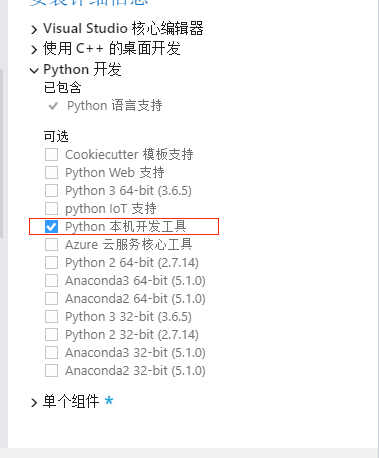 安装详细信息
Visual Studio 核心编辑器
使用 C++ 的桌面开发
Python 开发
已包含
Python 语言支持
可选
Cookiecutter 模板支持
Python Web 支持
Python 3 64-bit (3.6.5)
python IoT 支持
Python 本机开发工具
Azure 云服务核心工具
Python 2 64-bit (2.7.14)
Anaconda3 64-bit (5.1.0)
Anaconda2 64-bit (5.1.0)
Python 3 32-bit (3.6.5)
Python 2 32-bit (2.7.14)
Anaconda3 32-bit (5.1.0)
Anaconda2 32-bit (5.1.0)
单个组件 *